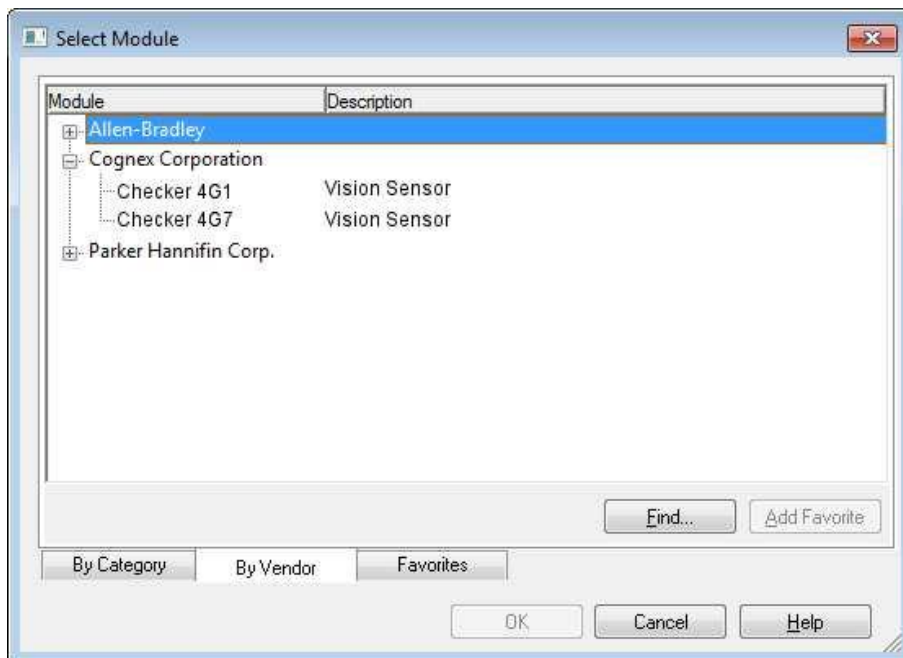 Select Module
Module Description
Allen-Bradley
Cognex Corporation
Checker 4G1 Vision Sensor
Checker 4G7 Vision Sensor
Parker Hannifin Corp.
Find... Add Favorite
By Category By Vendor Favorites
OK Cancel Help